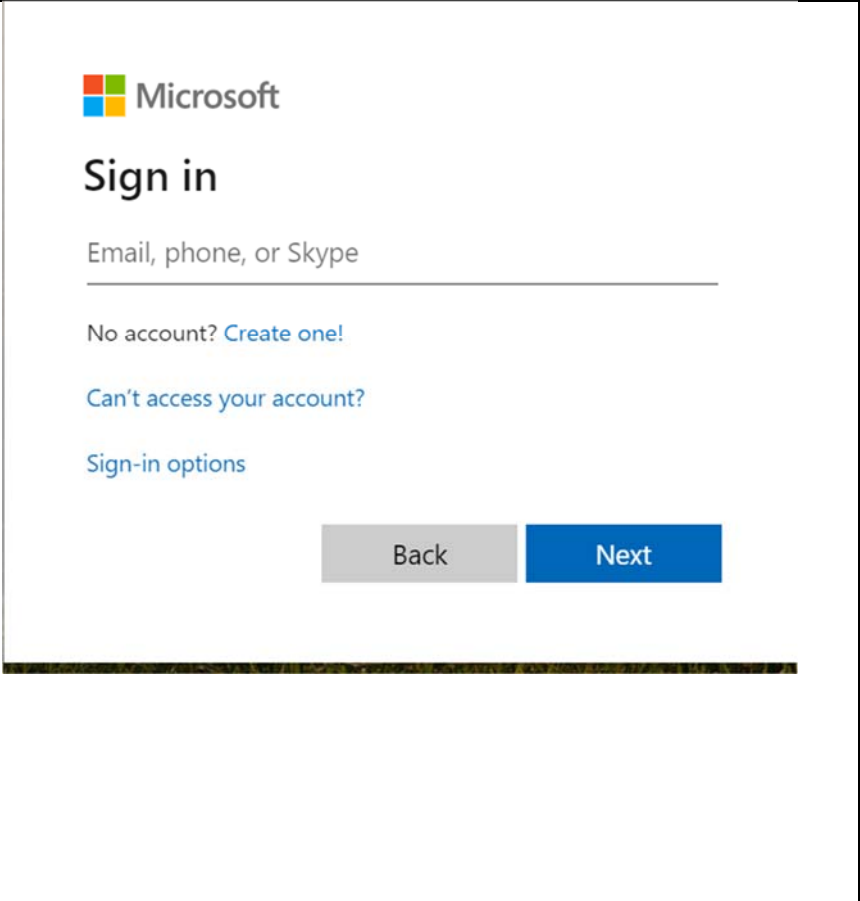 Microsoft
Sign in
Email, phone, or Skype
No account? Create one!
Can't access your account?
Sign-in options
Back
Next